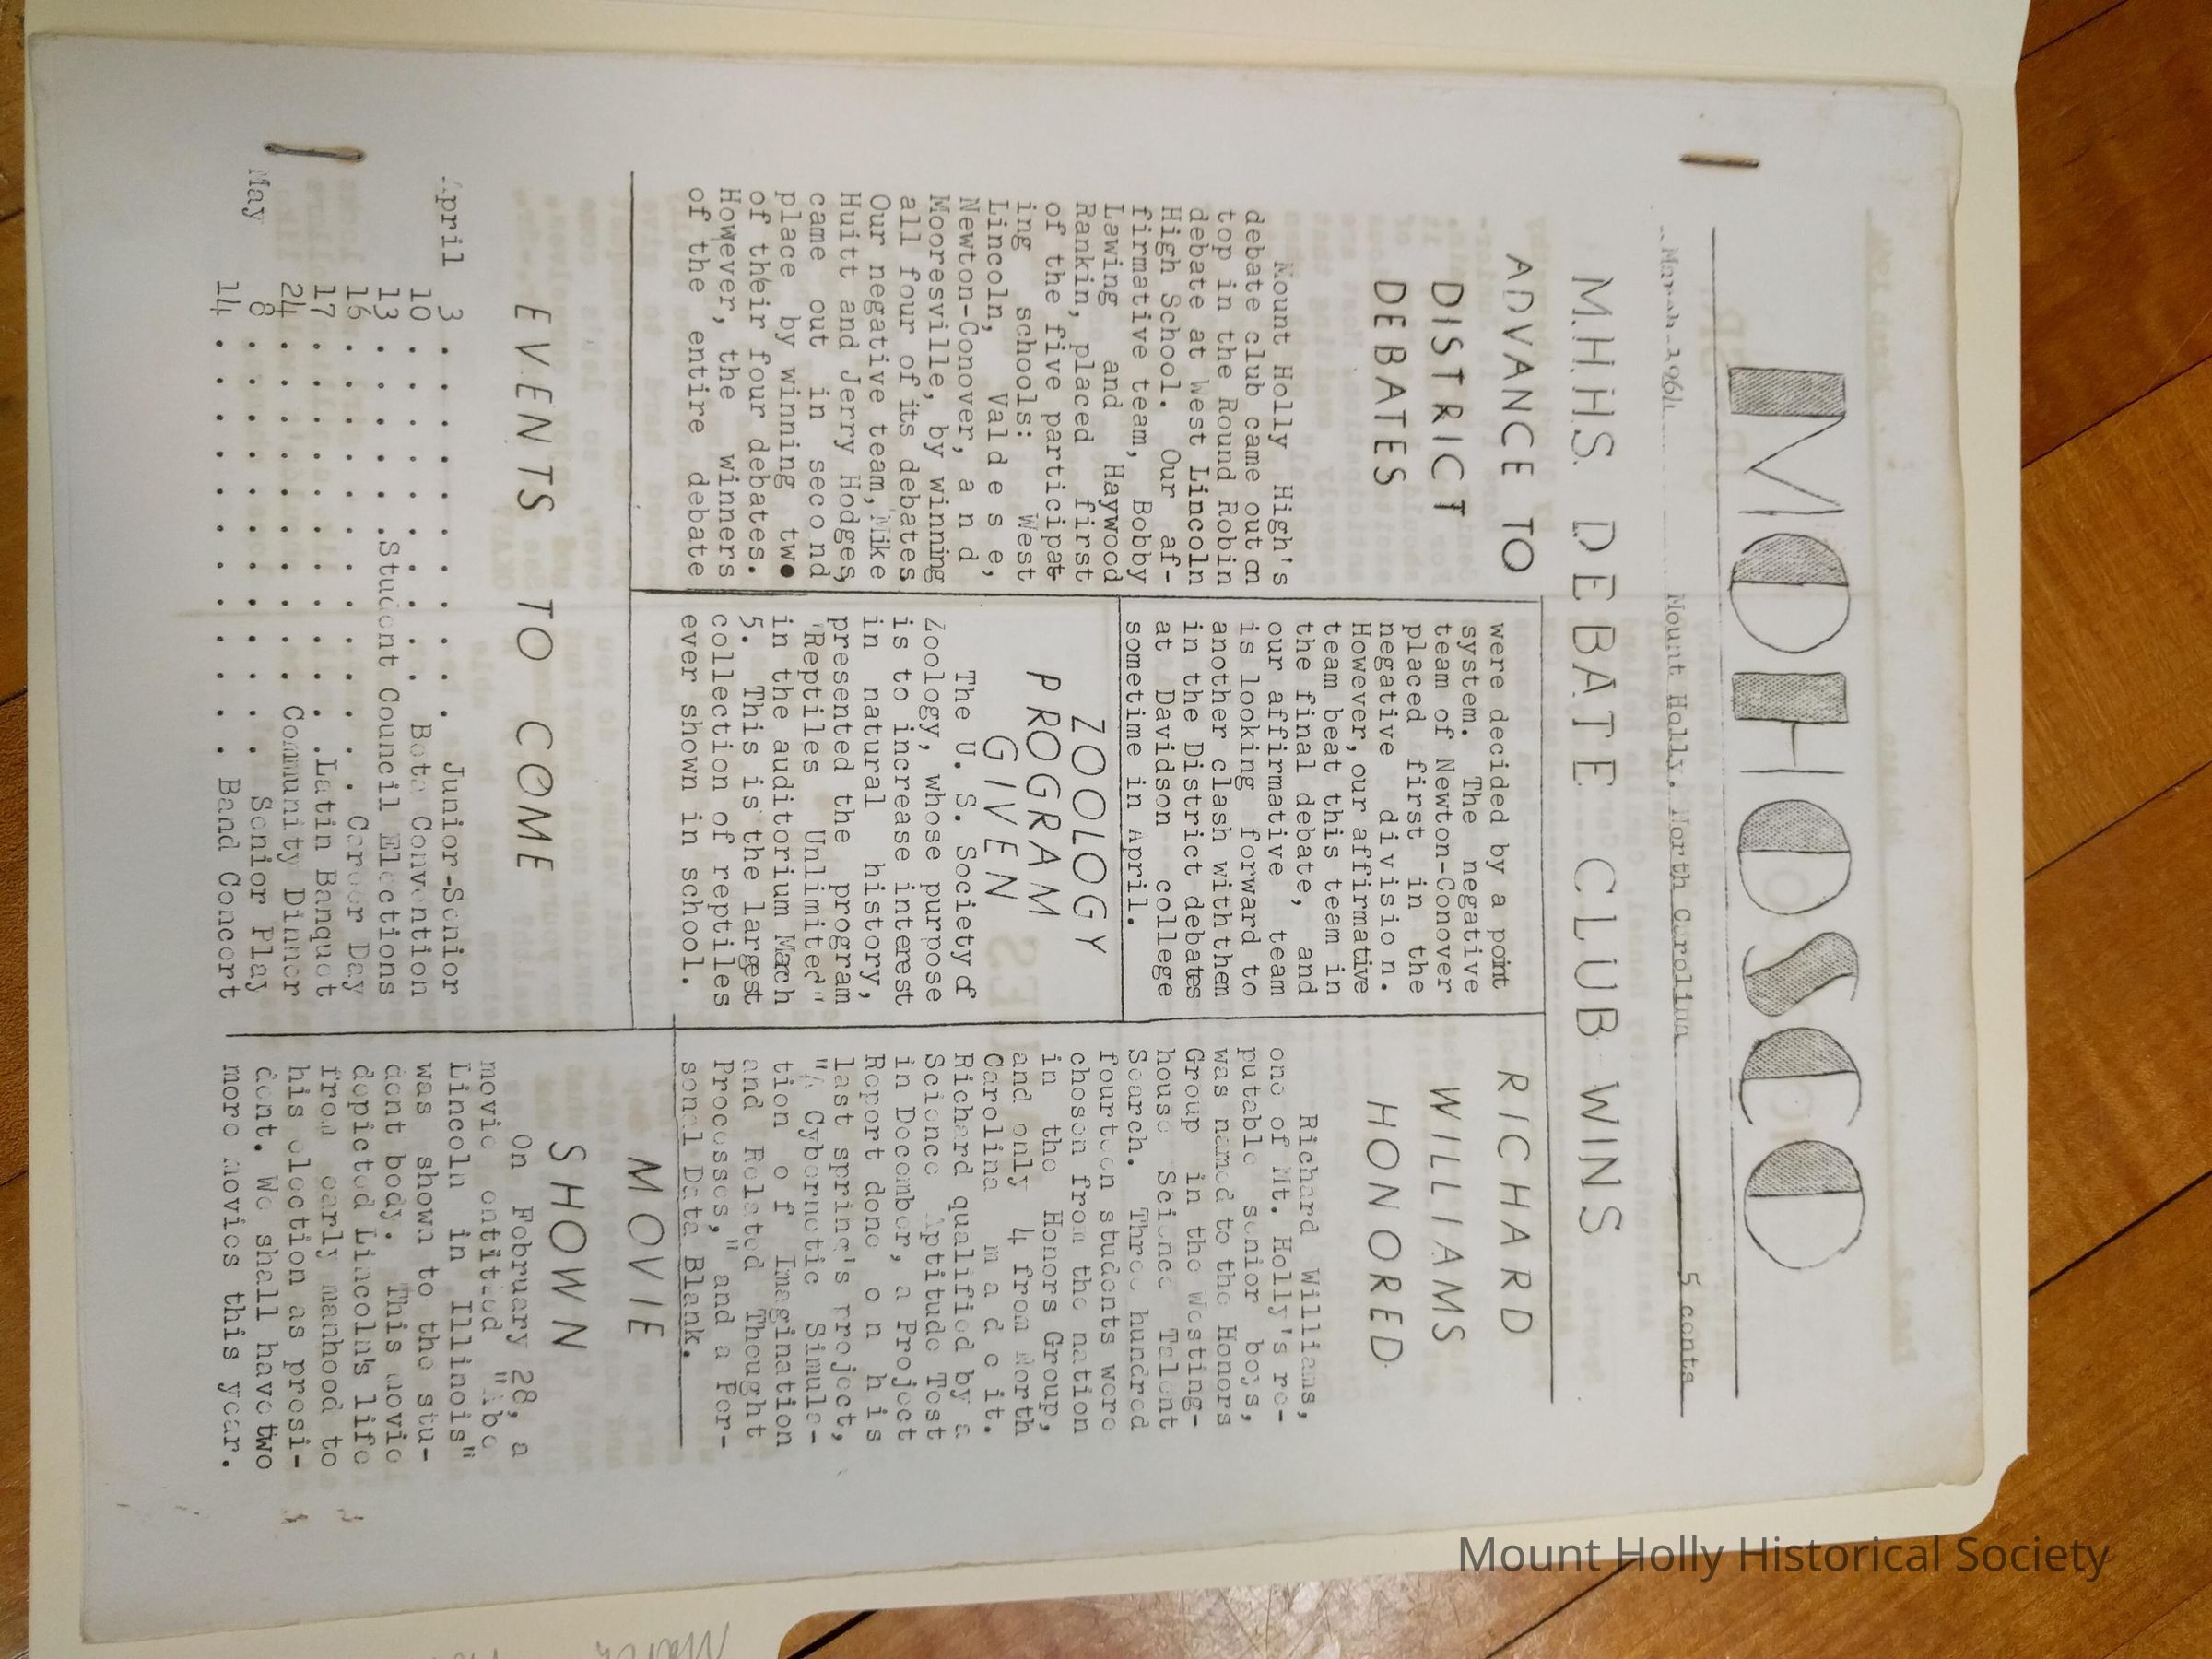 MOHOSCO
March 1964 Mount Holly, North Carolina 5 cents
M.H.H.S. DEBATE CLUB WINS
ADVANCE TO
DISTRICT
DEBATES
Mount Holly High's
debate club came out on
top in the Round Robin
debate at West Lincoln
High School. Our af-
firmative team, Bobby
Lawing and Haywood
Rankin, placed first
of the five participat-
ing schools: West
Lincoln, Valdese,
Newton-Conover, and
Mooresville, by winning
all four of its debates
Our negative team, Mike
Huitt and Jerry Hodges,
came out in second
place by winning two
of their four debates.
However, the winners
of the entire debate
were decided by a point
system. The negative
team of Newton-Conover
placed first in the
negative division.
However, our affirmative
team beat this team in
the final debate, and
our affirmative team
is looking forward to
another clash with them
in the District debates
at Davidson college
sometime in April.
ZOOLOGY
PROGRAM
GIVEN
The U. S. Society of
Zoology, whose purpose
is to increase interest
in natural history,
presented the program
"Reptiles Unlimited"
in the auditorium March
5. This is the largest
collection of reptiles
ever shown in school.
RICHARD
WILLIAMS
HONORED
Richard Williams,
one of Mt. Holly's re-
putable senior boys,
was named to the Honors
Group in the Westing-
house Science Talent
Search. Three hundred
fourteen students were
chosen from the nation
in the Honors Group,
and only 4 from North
Carolina made it.
Richard qualified by a
Science Aptitude Test
in December, a Project
Report done on his
last spring's project,
"A Cybernetic Simula-
tion of Imagination
and Related Thought
Processes," and a Per-
sonal Data Blank.
MOVIE
SHOWN
On February 28, a
movie entitled "Abe
Lincoln in Illinois"
was shown to the stu-
dent body. This movie
depicted Lincoln's life
from early manhood to
his election as presi-
dent. We shall have two
more movies this year.
EVENTS TO COME
April 3 . . . . . . . . . . . . Junior-Senior
10 . . . . . . . . . . . Beta Convention
13 . . . . . . .Student Council Elections
16 . . . . . . . . . . . . . . Career Day
17 . . . . . . . . . . . . .Latin Banquet
24 . . . . . . . . . . . Community Dinner
May 8 . . . . . . . . . . . . . Senior Play
14 . . . . . . . . . . . . . Band Concert
Mount Holly Historical Society